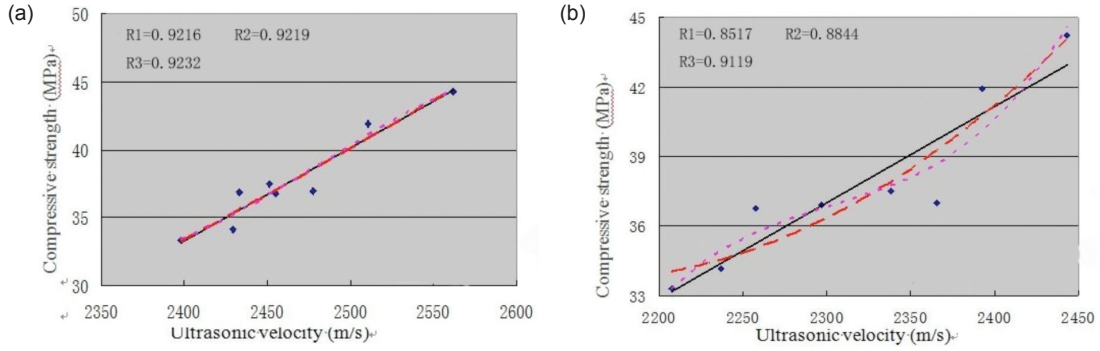 (a)
R1=0.9216 R2=0.9219
R3=0.9232
Compressive strength (MPa)
50
45
40
35
30
2350 2400 2450 2500 2550 2600
Ultrasonic velocity (m/s)
(b)
R1=0.8517 R2=0.8844
R3=0.9119
Compressive strength (MPa)
45
42
39
36
33
2200 2250 2300 2350 2400 2450
Ultrasonic velocity (m/s)